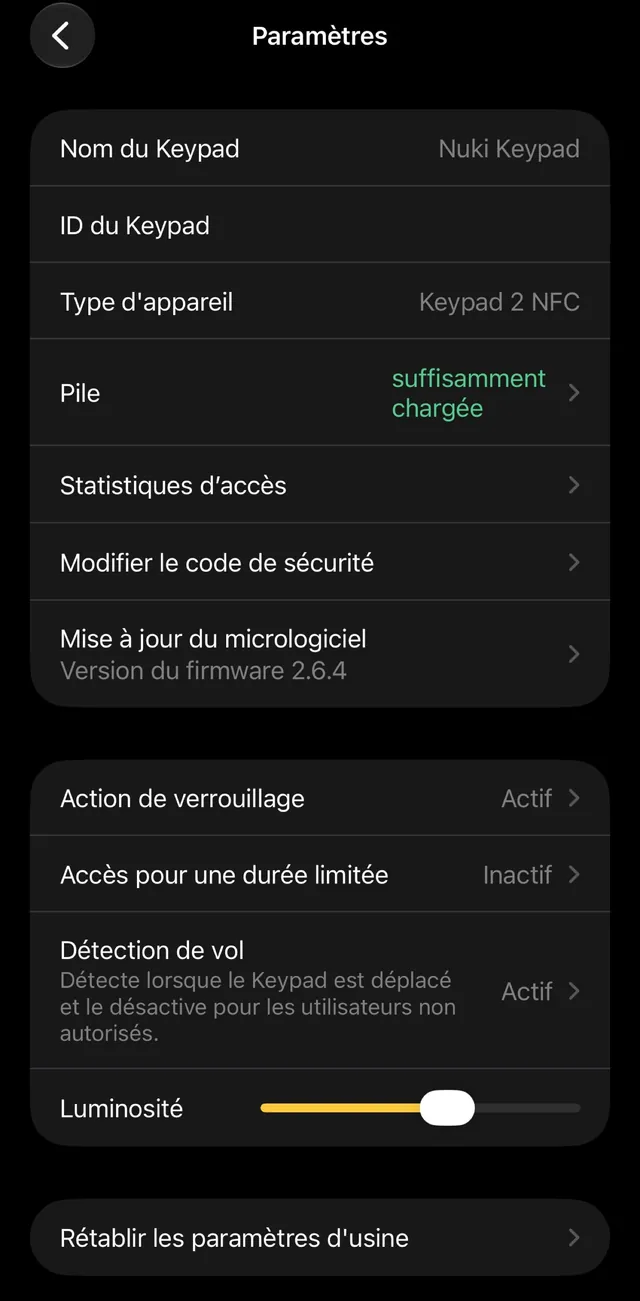 Paramètres
Nom du Keypad Nuki Keypad
ID du Keypad
Type d'appareil Keypad 2 NFC
Pile suffisamment
chargée
Statistiques d’accès
Modifier le code de sécurité
Mise à jour du micrologiciel
Version du firmware 2.6.4
Action de verrouillage Actif
Accès pour une durée limitée Inactif
Détection de vol
Détecte lorsque le Keypad est déplacé
et le désactive pour les utilisateurs non
autorisés.
Actif
Luminosité
Rétablir les paramètres d'usine